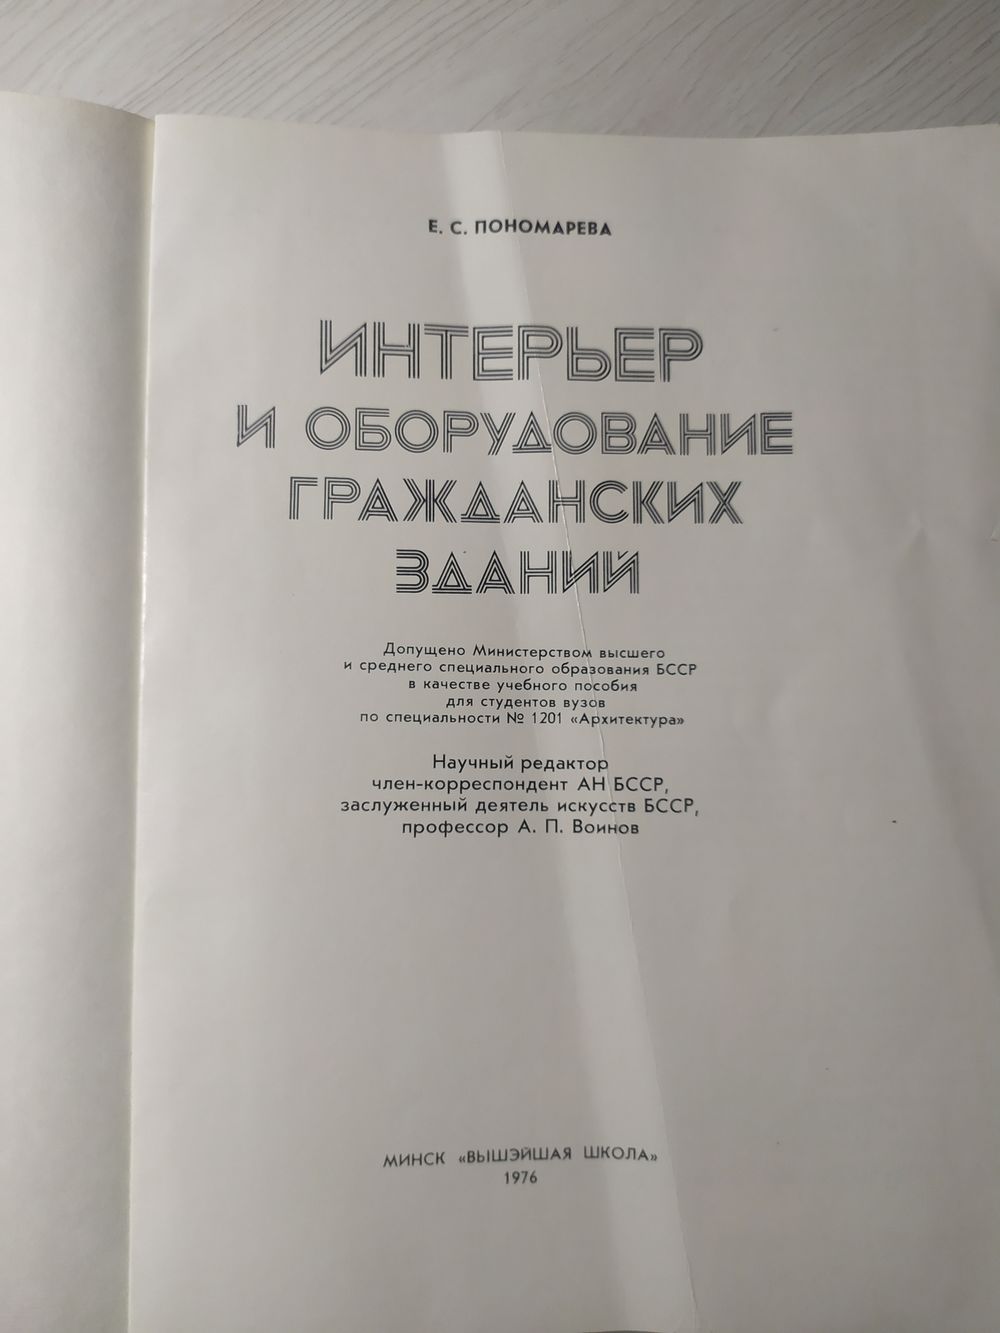 Е. С. ПОНОМАРЕВА
ИНТЕРЬЕР
И ОБОРУДОВАНИЕ
ГРАЖДАНСКИХ
ЗДАНИЙ
Допущено Министерством высшего
и среднего специального образования БССР
в качестве учебного пособия
для студентов вузов
по специальности № 1201 «Архитектура»
Научный редактор
член-корреспондент АН БССР,
заслуженный деятель искусств БССР,
профессор А. П. Воинов
МИНСК «ВЫШЭЙШАЯ ШКОЛА»
1976